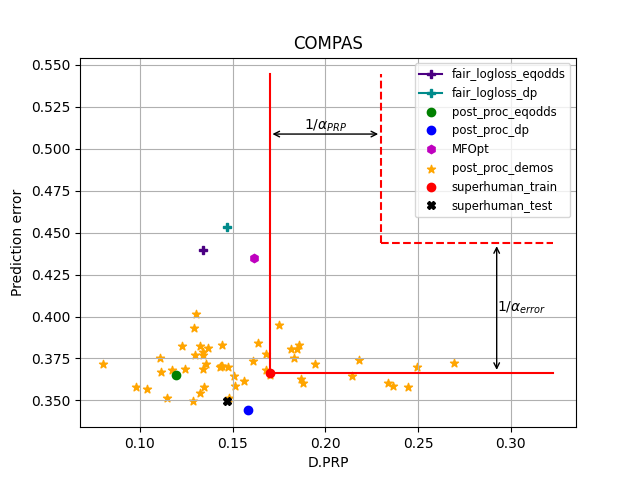 COMPAS
0.550
0.525
0.500
0.475
0.450
0.425
0.400
0.375
0.350
Prediction error
0.10
0.15
0.20
0.25
0.30
D.PRP
1/α_PRP
1/α_error
fair_logloss_eqodds
fair_logloss_dp
post_proc_eqodds
post_proc_dp
MFOpt
post_proc_demos
superhuman_train
superhuman_test